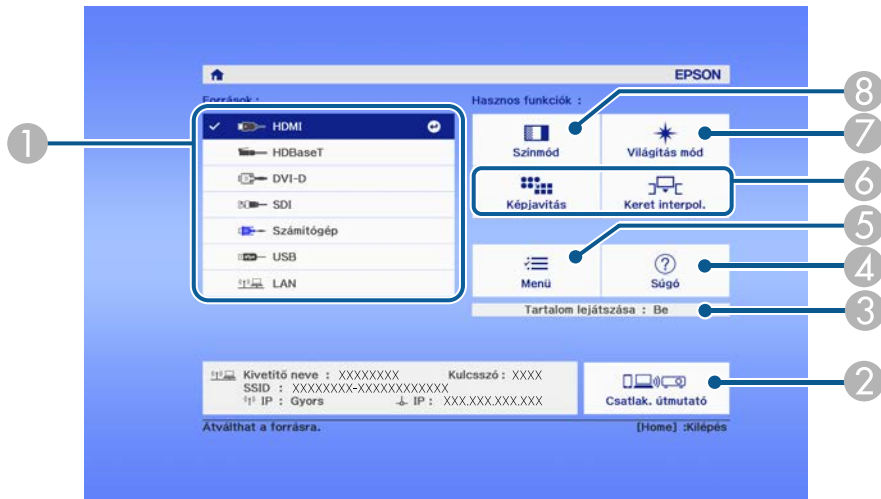 EPSON
Források :
Hasznos funkciók :
HDMI
HDBaseT
DVI-D
SDI
Számítógép
USB
LAN
Színmód
Világítás mód
Képjavítás
Keret interpol.
Menü
Súgó
Tartalom lejátszása : Be
Kivetítő neve : XXXXXXXX Kulcsszó : XXXX
SSID : XXXXXXXX-XXXXXXXXXXXX
IP : Gyors IP : XXX.XXX.XXX.XXX
Csatlak. útmutató
Átválthat a forrásra.
[Home] :Kilépés
1
2
3
4
5
6
7
8